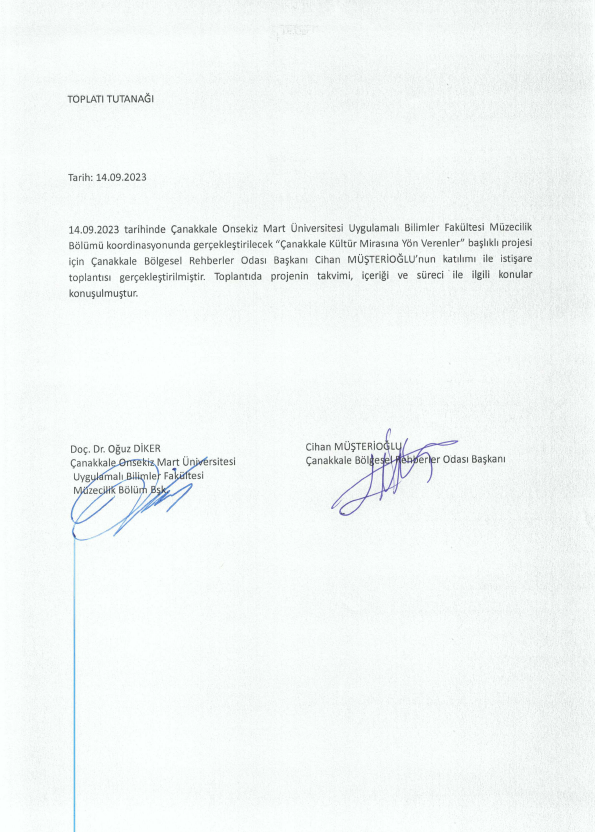 TOPLATI TUTANAĞI
Tarih: 14.09.2023
14.09.2023 tarihinde Çanakkale Onsekiz Mart Üniversitesi Uygulamalı Bilimler Fakültesi Müzecilik
Bölümü koordinasyonunda gerçekleştirilecek “Çanakkale Kültür Mirasına Yön Verenler” başlıklı projesi
için Çanakkale Bölgesel Rehberler Odası Başkanı Cihan MÜŞTERİOĞLU’nun katılımı ile istişare
toplantısı gerçekleştirilmiştir. Toplantıda projenin takvimi, içeriği ve süreci ile ilgili konular
konuşulmuştur.
Doç. Dr. Oğuz DİKER
Çanakkale Onsekiz Mart Üniversitesi
Uygulamalı Bilimler Fakültesi
Müzecilik Bölüm Bşk.
Cihan MÜŞTERİOĞLU
Çanakkale Bölgesel Rehberler Odası Başkanı